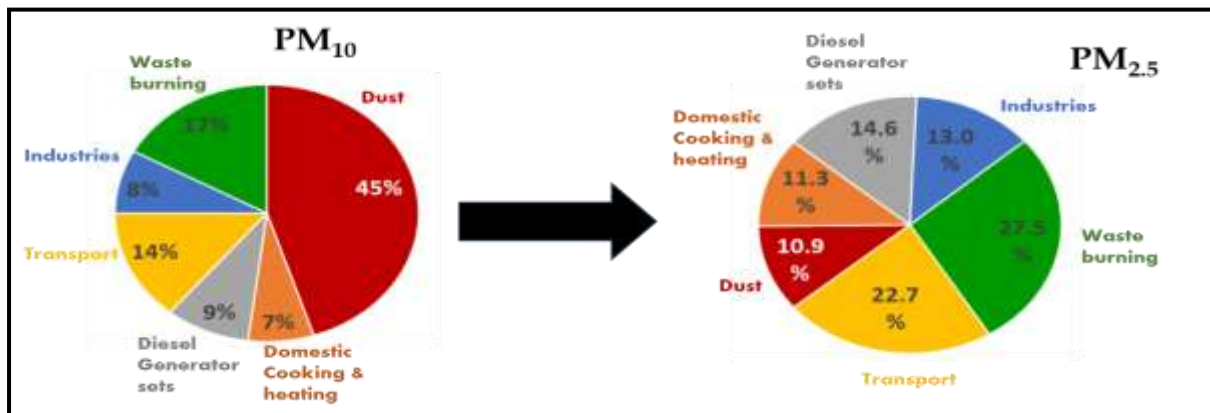 PM10
Waste
burning
Dust
17%
Industries
8%
45%
Transport
14%
9%
7%
Diesel
Generator
sets
Domestic
Cooking &
heating
PM2.5
Diesel
Generator
sets
Industries
Domestic
Cooking &
heating
14.6
%
13.0
%
11.3
%
27.5
%
Waste
burning
10.9
%
Dust
22.7
%
Transport